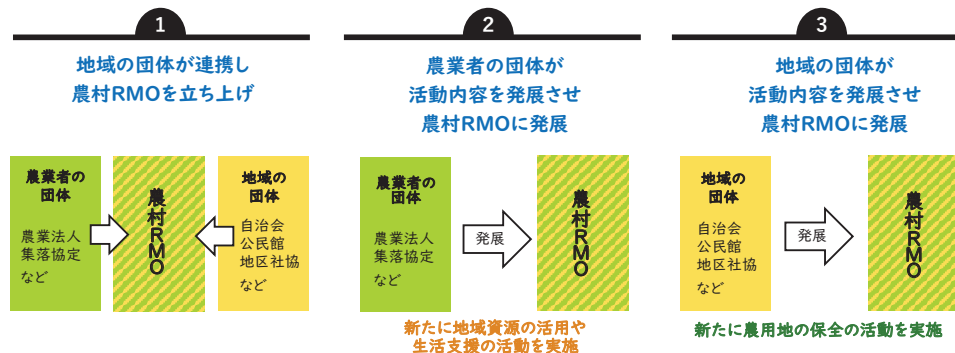 1
地域の団体が連携し
農村RMOを立ち上げ
農業者の
団体
農業法人
集落協定
など
農村RMO
地域の
団体
自治会
公民館
地区社協
など
2
農業者の団体が
活動内容を発展させ
農村RMOに発展
農業者の
団体
農業法人
集落協定
など
発展
農村RMO
新たに地域資源の活用や
生活支援の活動を実施
3
地域の団体が
活動内容を発展させ
農村RMOに発展
地域の
団体
自治会
公民館
地区社協
など
発展
農村RMO
新たに農用地の保全の活動を実施